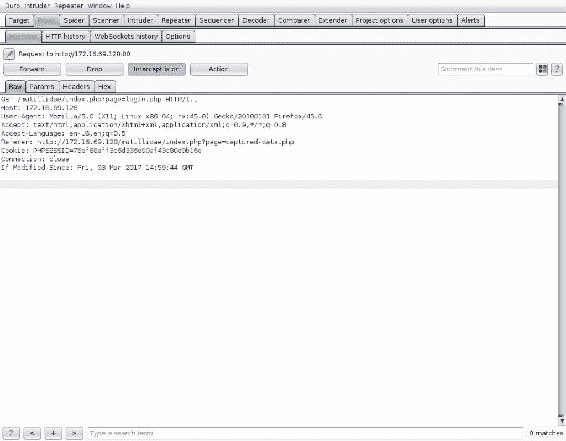 Burp Intruder Repeater Window Help
Target Proxy Spider Scanner Intruder Repeater Sequencer Decoder Comparer Extender Project options User options Alerts
Intercept HTTP history WebSockets history Options
Request to http://172.16.69.128:80
Forward Drop Intercept is on Action Comment this item ?
Raw Params Headers Hex
GET /mutillidae/index.php?page=login.php
Host: 172.16.69.128
User-Agent: Mozilla/5.0 (X11; Linux x86_64; rv:45.0) Gecko/20100101 Firefox/45.0
Accept: text/html,application/xhtml+xml,application/xml;q=0.9,*/*;q=0.8
Accept-Language: en-US,en;q=0.5
Referer: http://172.16.69.128/mutillidae/index.php?page=captured-data.php
Cookie:
Connection: close
If-Modified-Since: Fri, 03 Mar 2017 14:59:44 GMT
? < + > Type a search term 0 matches